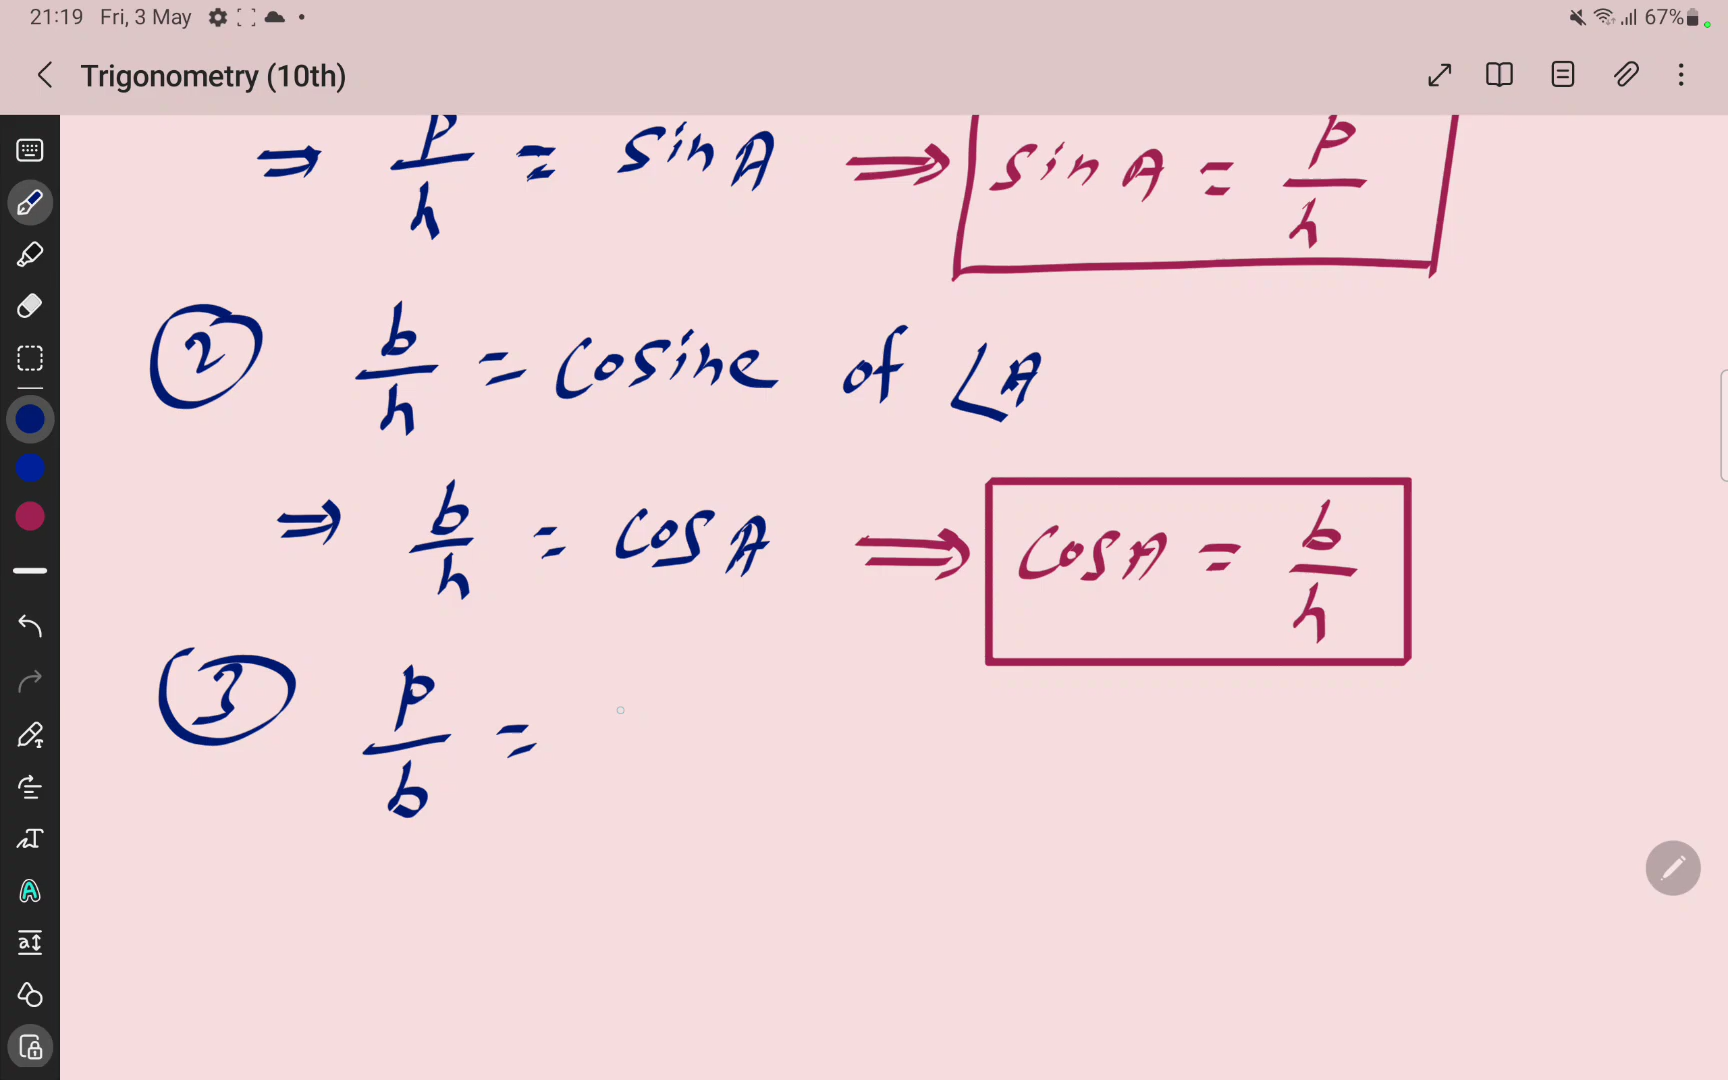 21:19 Fri, 3 May 67%
Trigonometry (10th)
⇒ p/h = sin A ⇒ sin A = p/h
② b/h = cosine of ∠A
⇒ b/h = cos A ⇒ cos A = b/h
③ p/b =